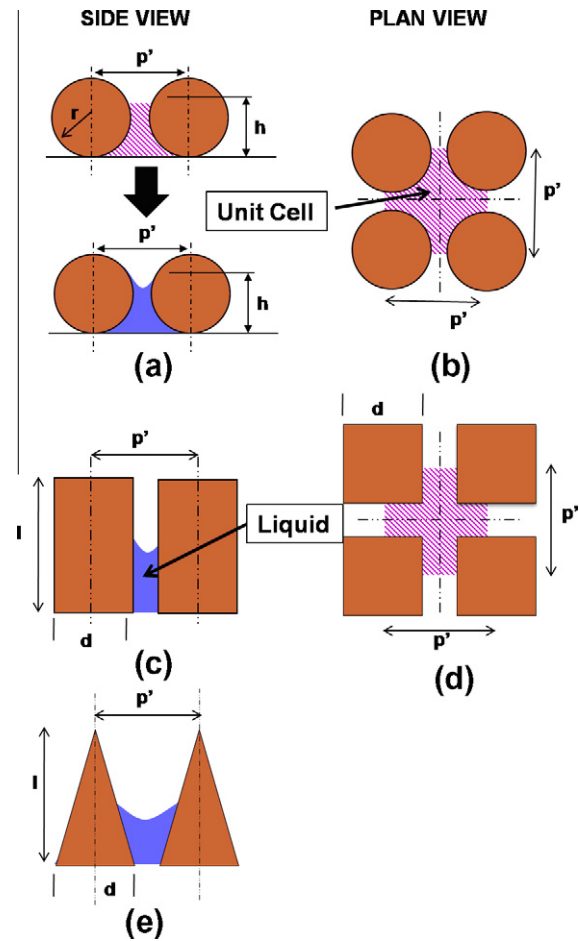 SIDE VIEW
PLAN VIEW
p'
r
h
p'
p'
Unit Cell
p'
h
p'
(a)
(b)
d
p'
l
Liquid
p'
d
p'
(c)
(d)
p'
l
d
(e)